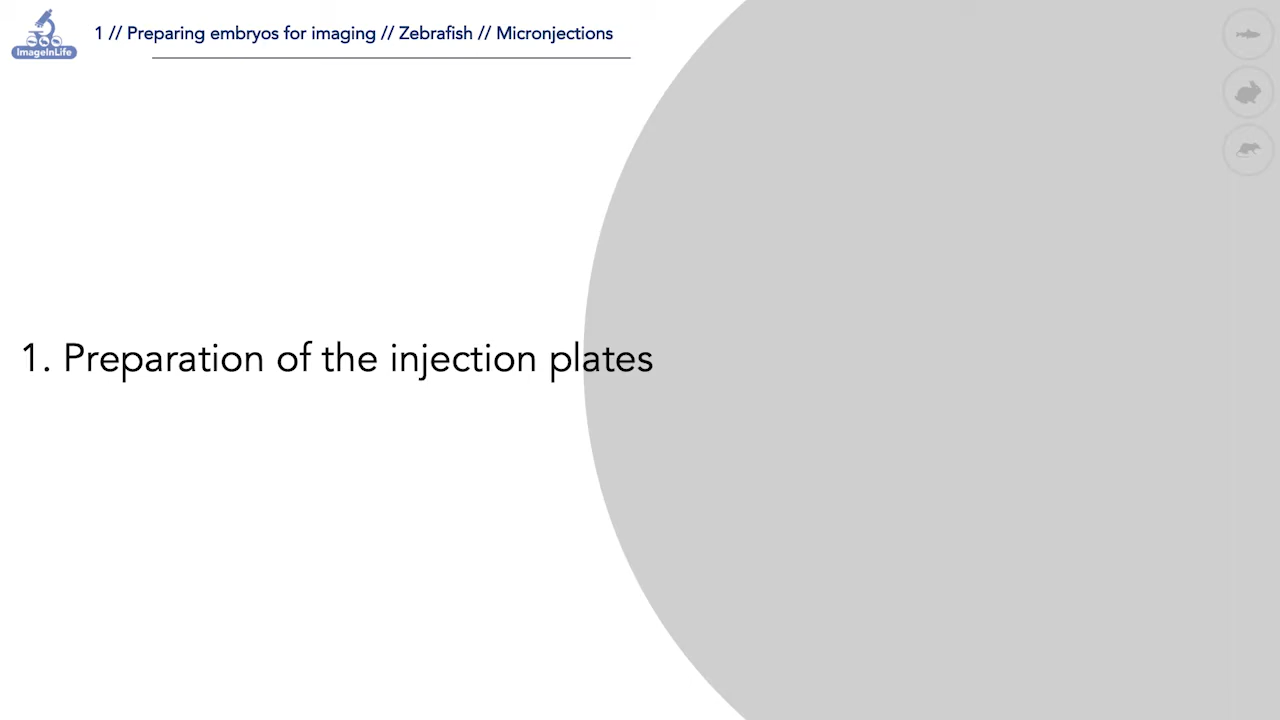 ImageInLife
1 // Preparing embryos for imaging // Zebrafish // Micronjections
1. Preparation of the injection plates